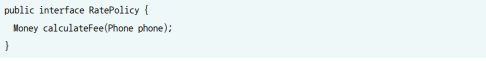 public interface RatePolicy {
  Money calculateFee(Phone phone);
}